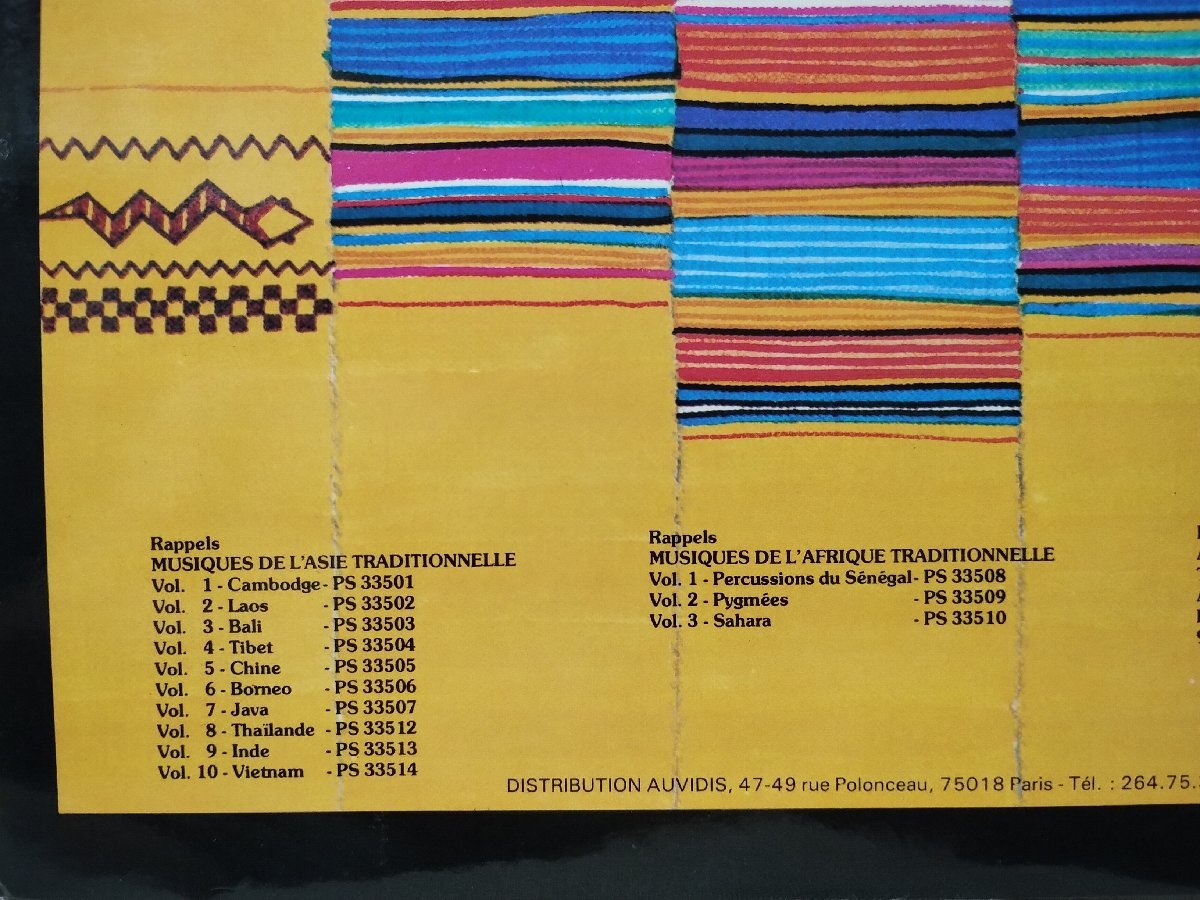 Rappels
MUSIQUES DE L'ASIE TRADITIONNELLE
Vol. 1 - Cambodge - PS 33501
Vol. 2 - Laos - PS 33502
Vol. 3 - Bali - PS 33503
Vol. 4 - Tibet - PS 33504
Vol. 5 - Chine - PS 33505
Vol. 6 - Borneo - PS 33506
Vol. 7 - Java - PS 33507
Vol. 8 - Thaïlande - PS 33512
Vol. 9 - Inde - PS 33513
Vol. 10 - Vietnam - PS 33514
Rappels
MUSIQUES DE L'AFRIQUE TRADITIONNELLE
Vol. 1 - Percussions du Sénégal - PS 33508
Vol. 2 - Pygmées - PS 33509
Vol. 3 - Sahara - PS 33510
DISTRIBUTION AUVIDIS, 47-49 rue Polonceau, 75018 Paris - Tél. : 264.75.